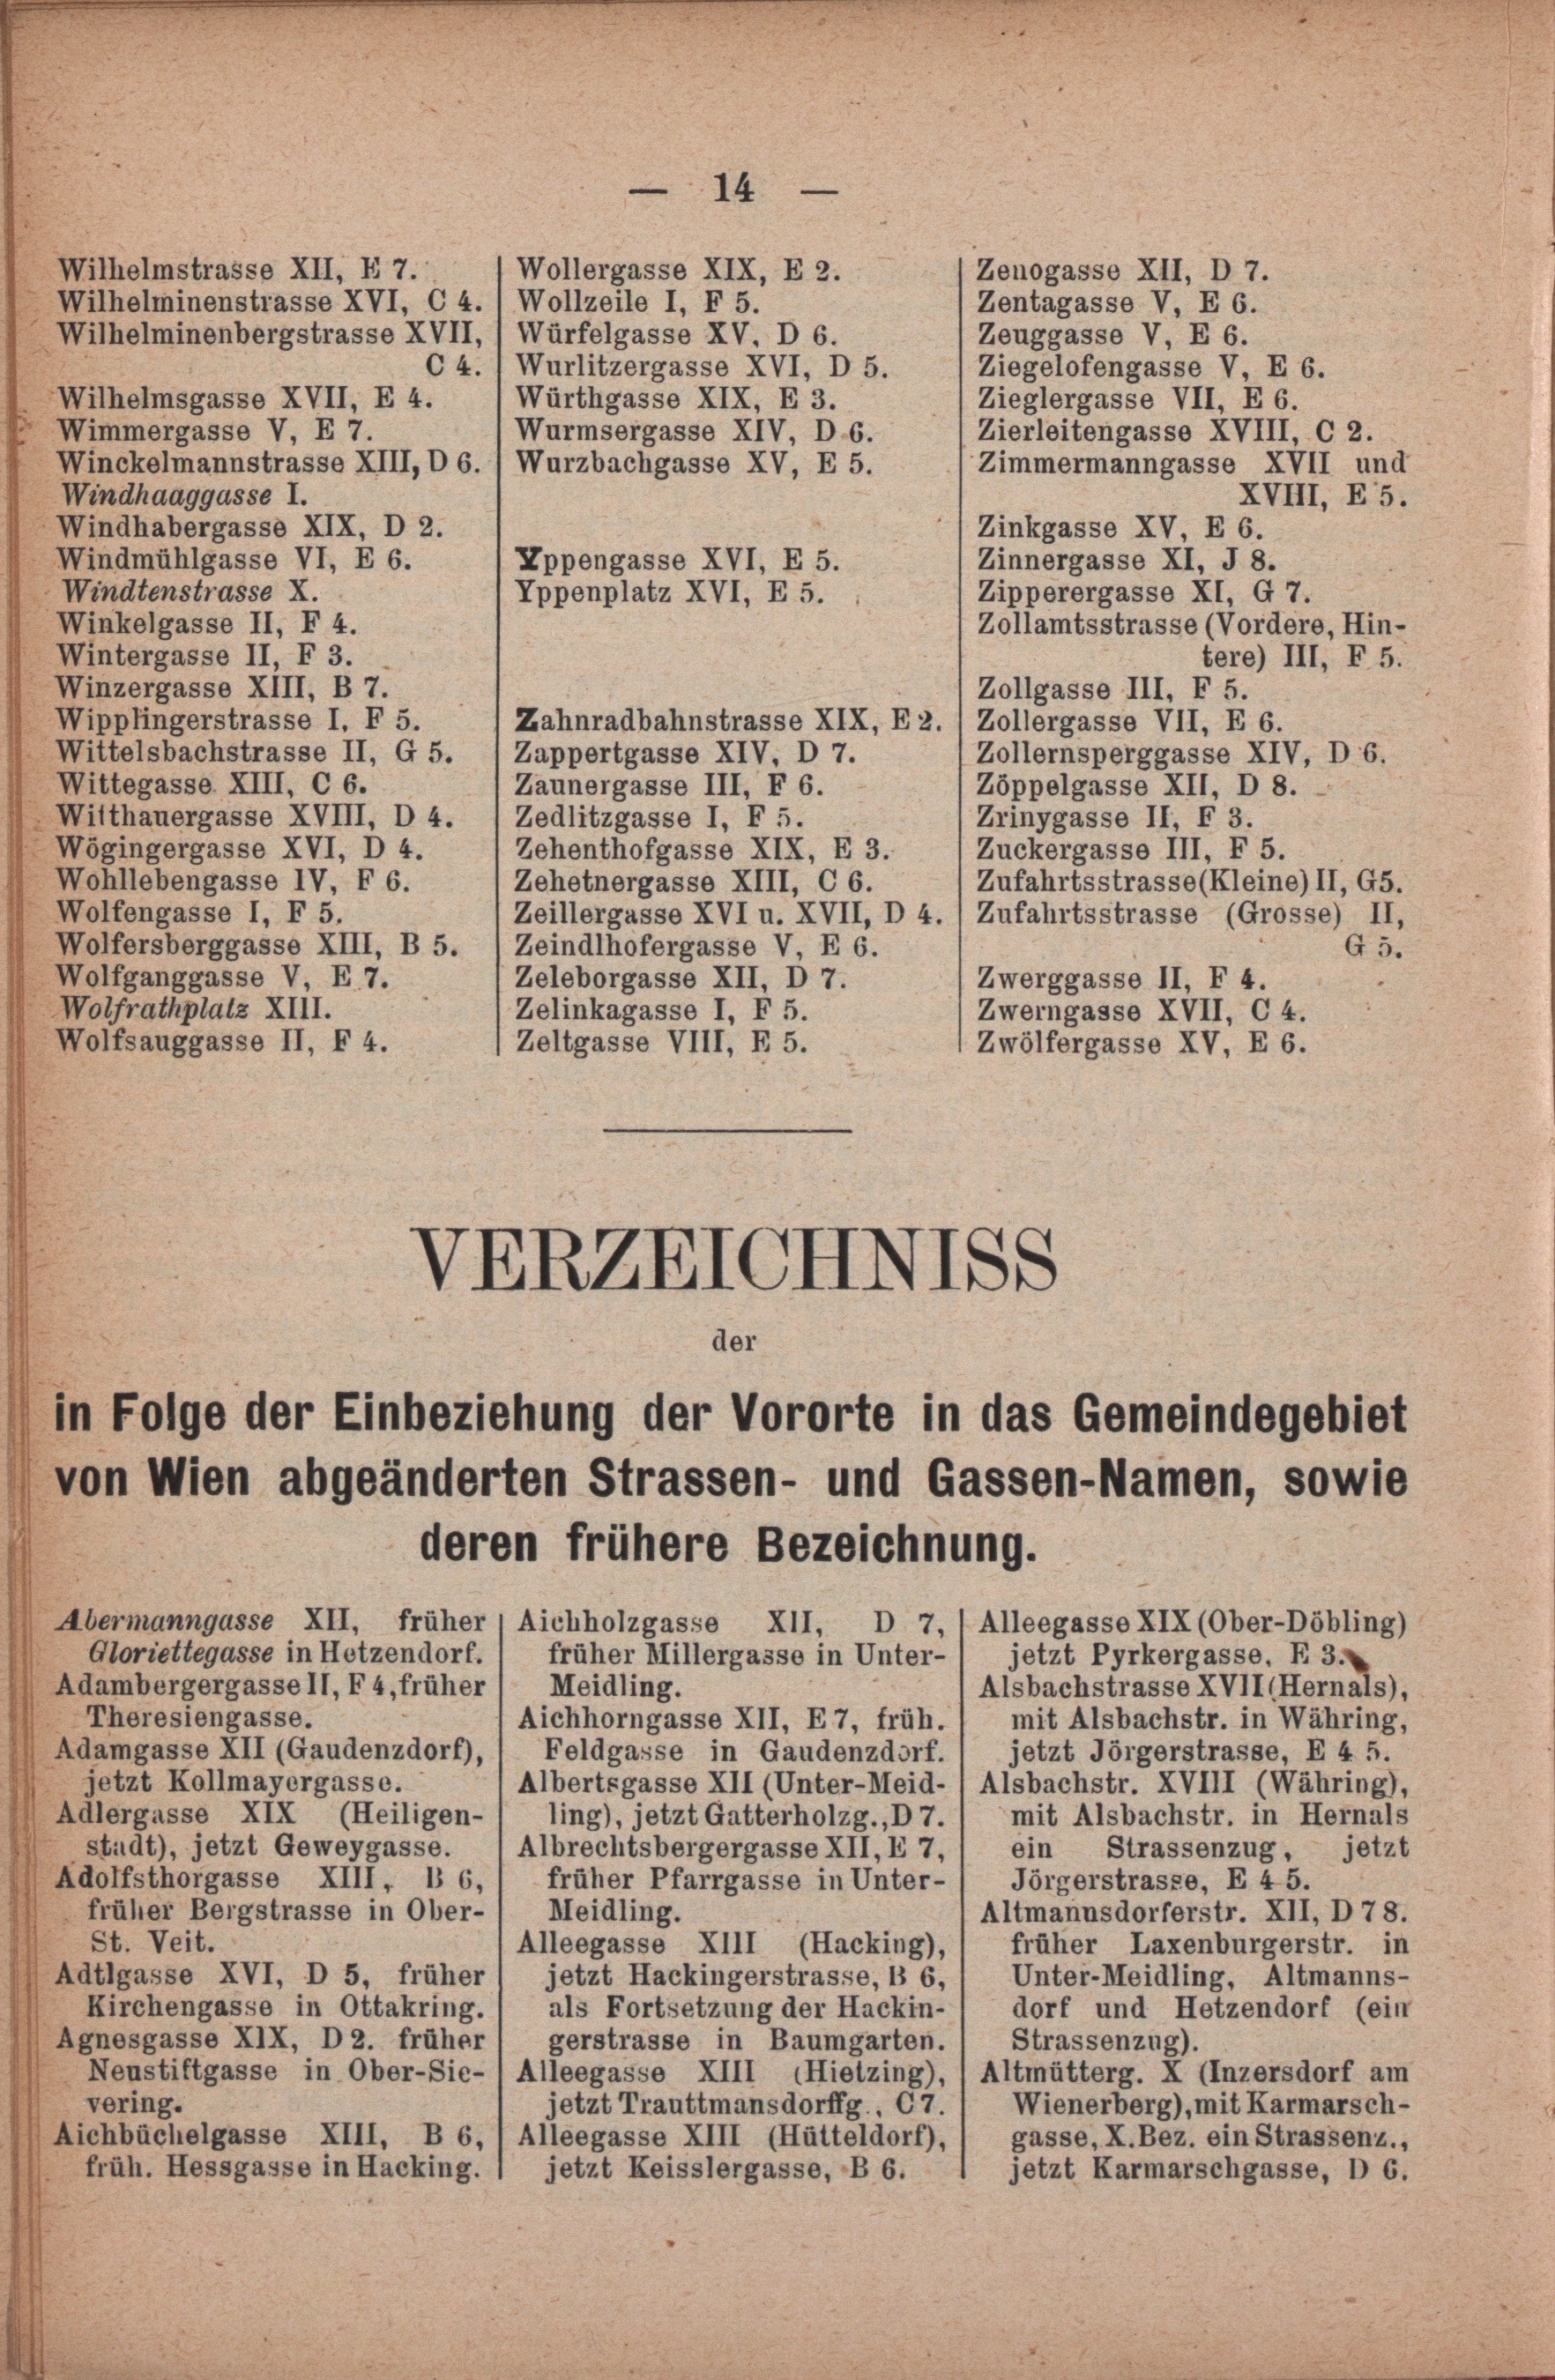 — 14 —
Wilhelmstrasse XII, E 7.
Wilhelminenstrasse XVI, C 4.
Wilhelminenbergstrasse XVII,
C 4.
Wilhelmsgasse XVII, E 4.
Wimmergasse V, E 7.
Winckelmannstrasse XIII, D 6.
Windhaaggasse I.
Windhabergasse XIX, D 2.
Windmühlgasse VI, E 6.
Windtenstrasse X.
Winkelgasse II, F 4.
Wintergasse II, F 3.
Winzergasse XIII, B 7.
Wipplingerstrasse I, F 5.
Wittelsbachstrasse II, G 5.
Wittegasse XIII, C 6.
Witthauergasse XVIII, D 4.
Wögingergasse XVI, D 4.
Wohllebengasse IV, F 6.
Wolfengasse I, F 5.
Wolfersberggasse XIII, B 5.
Wolfganggasse V, E 7.
Wolfrathplatz XIII.
Wolfsauggasse II, F 4.
Wollergasse XIX, E 2.
Wollzeile I, F 5.
Würfelgasse XV, D 6.
Wurlitzergasse XVI, D 5.
Würthgasse XIX, E 3.
Wurmsergasse XIV, D 6.
Wurzbachgasse XV, E 5.
Yppengasse XVI, E 5.
Yppenplatz XVI, E 5.
Zahnradbahnstrasse XIX, E 2.
Zappertgasse XIV, D 7.
Zaunergasse III, F 6.
Zedlitzgasse I, F 5.
Zehenthofgasse XIX, E 3.
Zehetnergasse XIII, C 6.
Zeillergasse XVI u. XVII, D 4.
Zeindlhofergasse V, E 6.
Zeleborgasse XII, D 7.
Zelinkagasse I, F 5.
Zeltgasse VIII, E 5.
Zenogasse XII, D 7.
Zentagasse V, E 6.
Zeuggasse V, E 6.
Ziegelofengasse V, E 6.
Zieglergasse VII, E 6.
Zierleitengasse XVIII, C 2.
Zimmermanngasse XVII und
XVIII, E 5.
Zinkgasse XV, E 6.
Zinnergasse XI, J 8.
Zipperergasse XI, G 7.
Zollamtsstrasse (Vordere, Hin-
tere) III, F 5.
Zollgasse III, F 5.
Zollergasse VII, E 6.
Zollernsperggasse XIV, D 6.
Zöppelgasse XII, D 8.
Zrinygasse II, F 3.
Zuckergasse III, F 5.
Zufahrtsstrasse (Kleine) II, G5.
Zufahrtsstrasse (Grosse) II,
G 5.
Zwerggasse II, F 4.
Zwerngasse XVII, C 4.
Zwölfergasse XV, E 6.
VERZEICHNISS
der
in Folge der Einbeziehung der Vororte in das Gemeindegebiet
von Wien abgeänderten Strassen- und Gassen-Namen, sowie
deren frühere Bezeichnung.
Abermanngasse XII, früher
Gloriettegasse in Hetzendorf.
Adambergergasse II, F 4, früher
Theresiengasse.
Adamgasse XII (Gaudenzdorf),
jetzt Kollmayergasse.
Adlergasse XIX (Heiligen-
stadt), jetzt Geweygasse.
Adolfsthorgasse XIII, B 6,
früher Bergstrasse in Ober-
St. Veit.
Adtlgasse XVI, D 5, früher
Kirchengasse in Ottakring.
Agnesgasse XIX, D 2. früher
Neustiftgasse in Ober-Sie-
vering.
Aichbüchelgasse XIII, B 6,
früh. Hessgasse in Hacking.
Aichholzgasse XII, D 7,
früher Millergasse in Unter-
Meidling.
Aichhorngasse XII, E 7, früh.
Feldgasse in Gaudenzdorf.
Albertsgasse XII (Unter-Meid-
ling), jetzt Gatterholzg., D 7.
Albrechtsbergergasse XII, E 7,
früher Pfarrgasse in Unter-
Meidling.
Alleegasse XIII (Hacking),
jetzt Hackingerstrasse, B 6,
als Fortsetzung der Hackin-
gerstrasse in Baumgarten.
Alleegasse XIII (Hietzing),
jetzt Trauttmansdorffg., C 7.
Alleegasse XIII (Hütteldorf),
jetzt Keisslergasse, B 6.
Alleegasse XIX (Ober-Döbling)
jetzt Pyrkergasse, E 3.
Alsbachstrasse XVII (Hernals),
mit Alsbachstr. in Währing,
jetzt Jörgerstrasse, E 4 5.
Alsbachstr. XVIII (Währing),
mit Alsbachstr. in Hernals
ein Strassenzug, jetzt
Jörgerstrasse, E 4 5.
Altmannsdorferstr. XII, D 7 8.
früher Laxenburgerstr. in
Unter-Meidling, Altmanns-
dorf und Hetzendorf (ein
Strassenzug).
Altmütterg. X (Inzersdorf am
Wienerberg), mit Karmarsch-
gasse, X. Bez. ein Strassenz.,
jetzt Karmarschgasse, D 6.